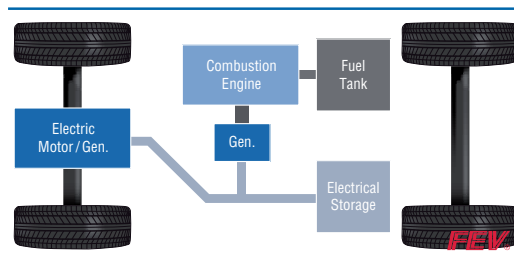 Combustion
Engine
Fuel
Tank
Electric
Motor/Gen.
Gen.
Electrical
Storage
FEV